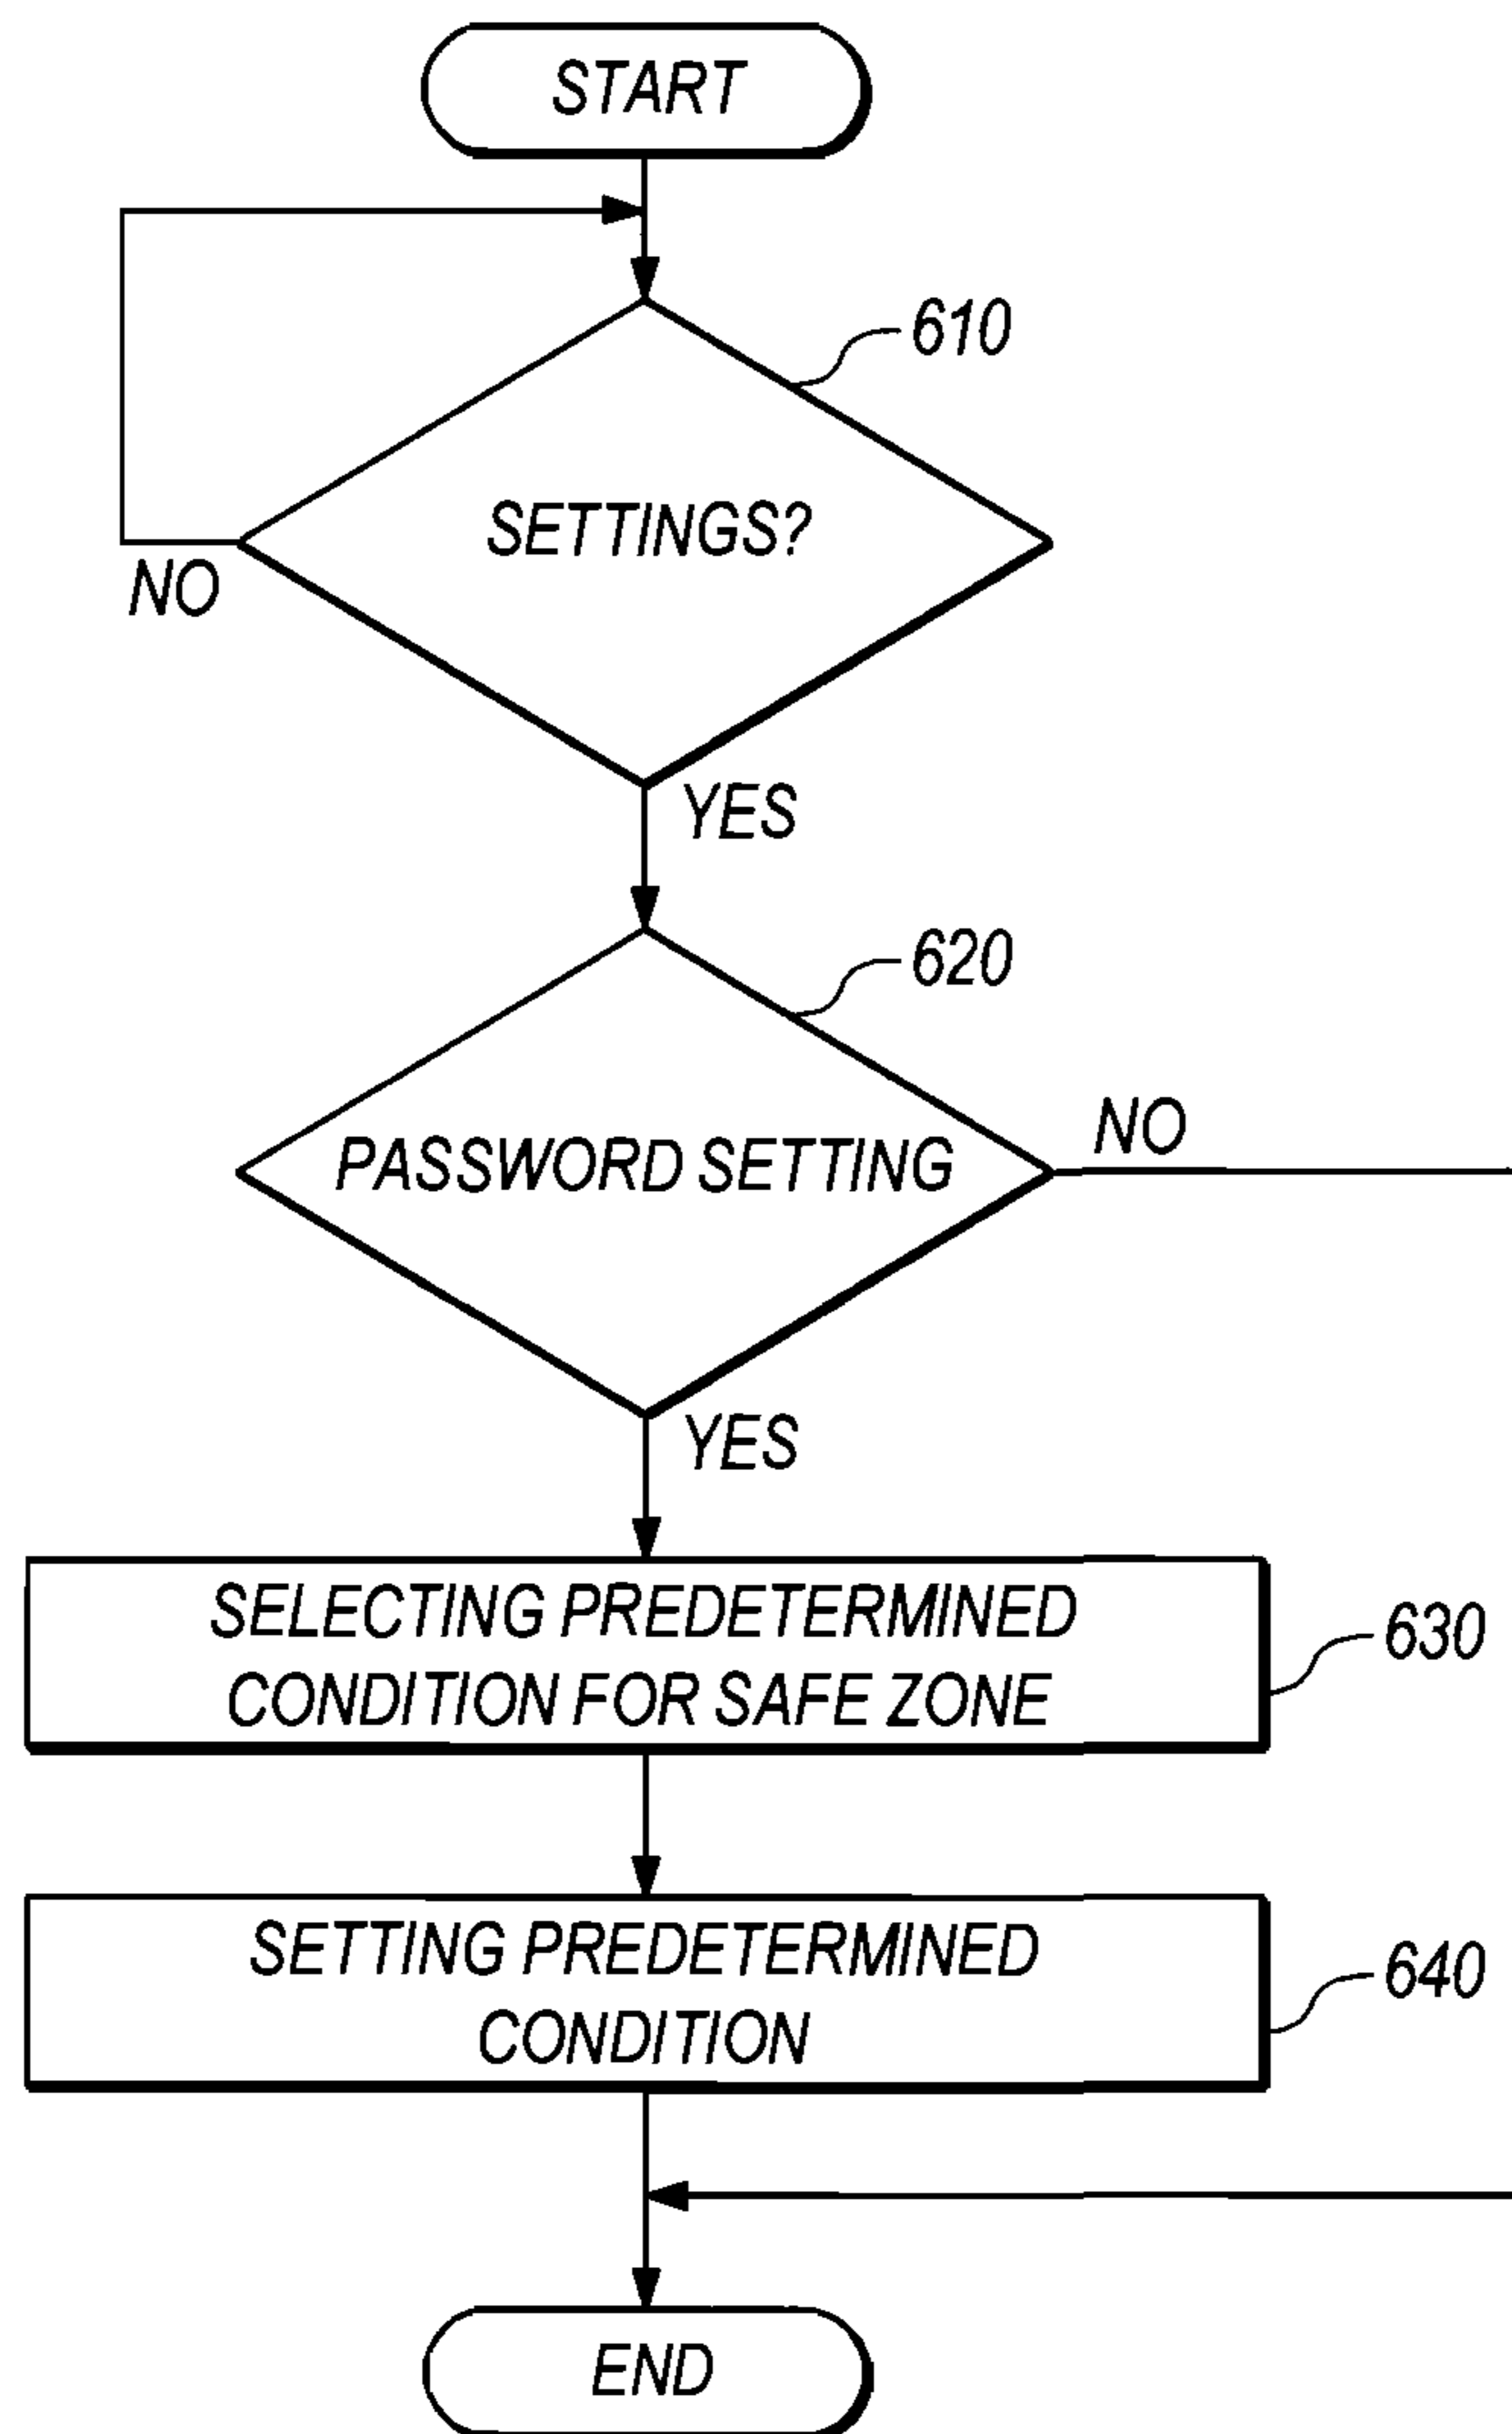 START
610
SETTINGS?
NO
YES
620
PASSWORD SETTING
NO
YES
SELECTING PREDETERMINED
CONDITION FOR SAFE ZONE
630
SETTING PREDETERMINED
CONDITION
640
END